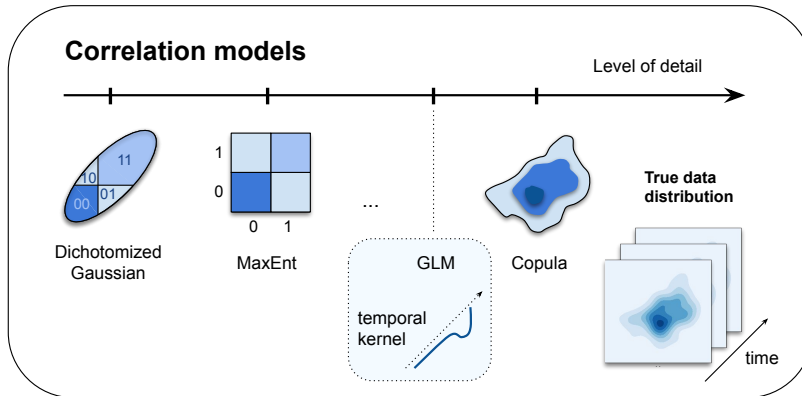 Correlation models
Level of detail
11
10
01
00
1
0
0 1
...
Dichotomized
Gaussian
MaxEnt
GLM
temporal
kernel
Copula
True data
distribution
time